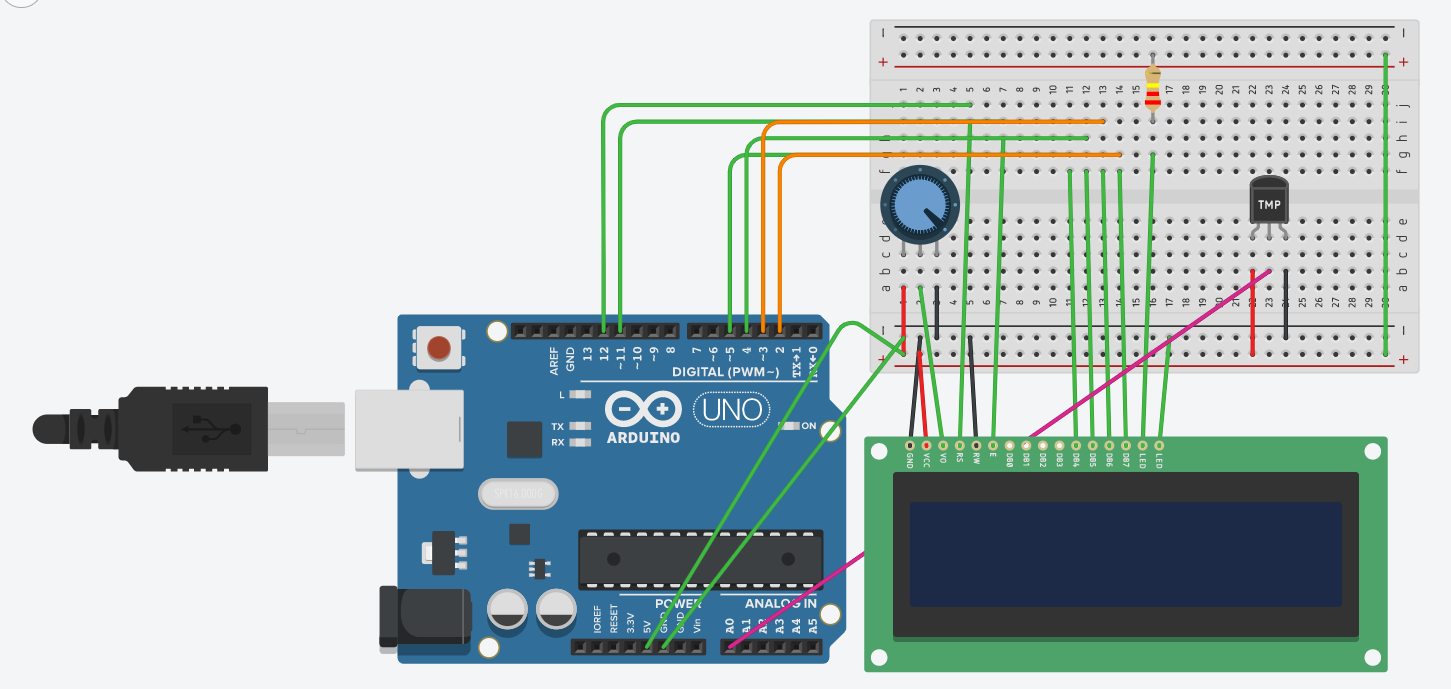 1 2 3 4 5 6 7 8 9 10 11 12 13 14 15 16 17 18 19 20 21 22 23 24 25 26 27 28 29
j j
i i
h
g g
f f
TMP
e
d d
c c
b b
a a
AREF GND 13 12 ~11 ~10 ~9 8 7 ~6 ~5 4 ~3 2 TX→1 RX←0
DIGITAL (PWM~)
L
TX
RX
UNO
ON
ARDUINO
GND VCC V0 RS RW E DB0 DB1 DB2 DB3 DB4 DB5 DB6 DB7 LED LED
POWER ANALOG IN
IOREF RESET 3.3V 5V GND GND Vin A0 A1 A2 A3 A4 A5